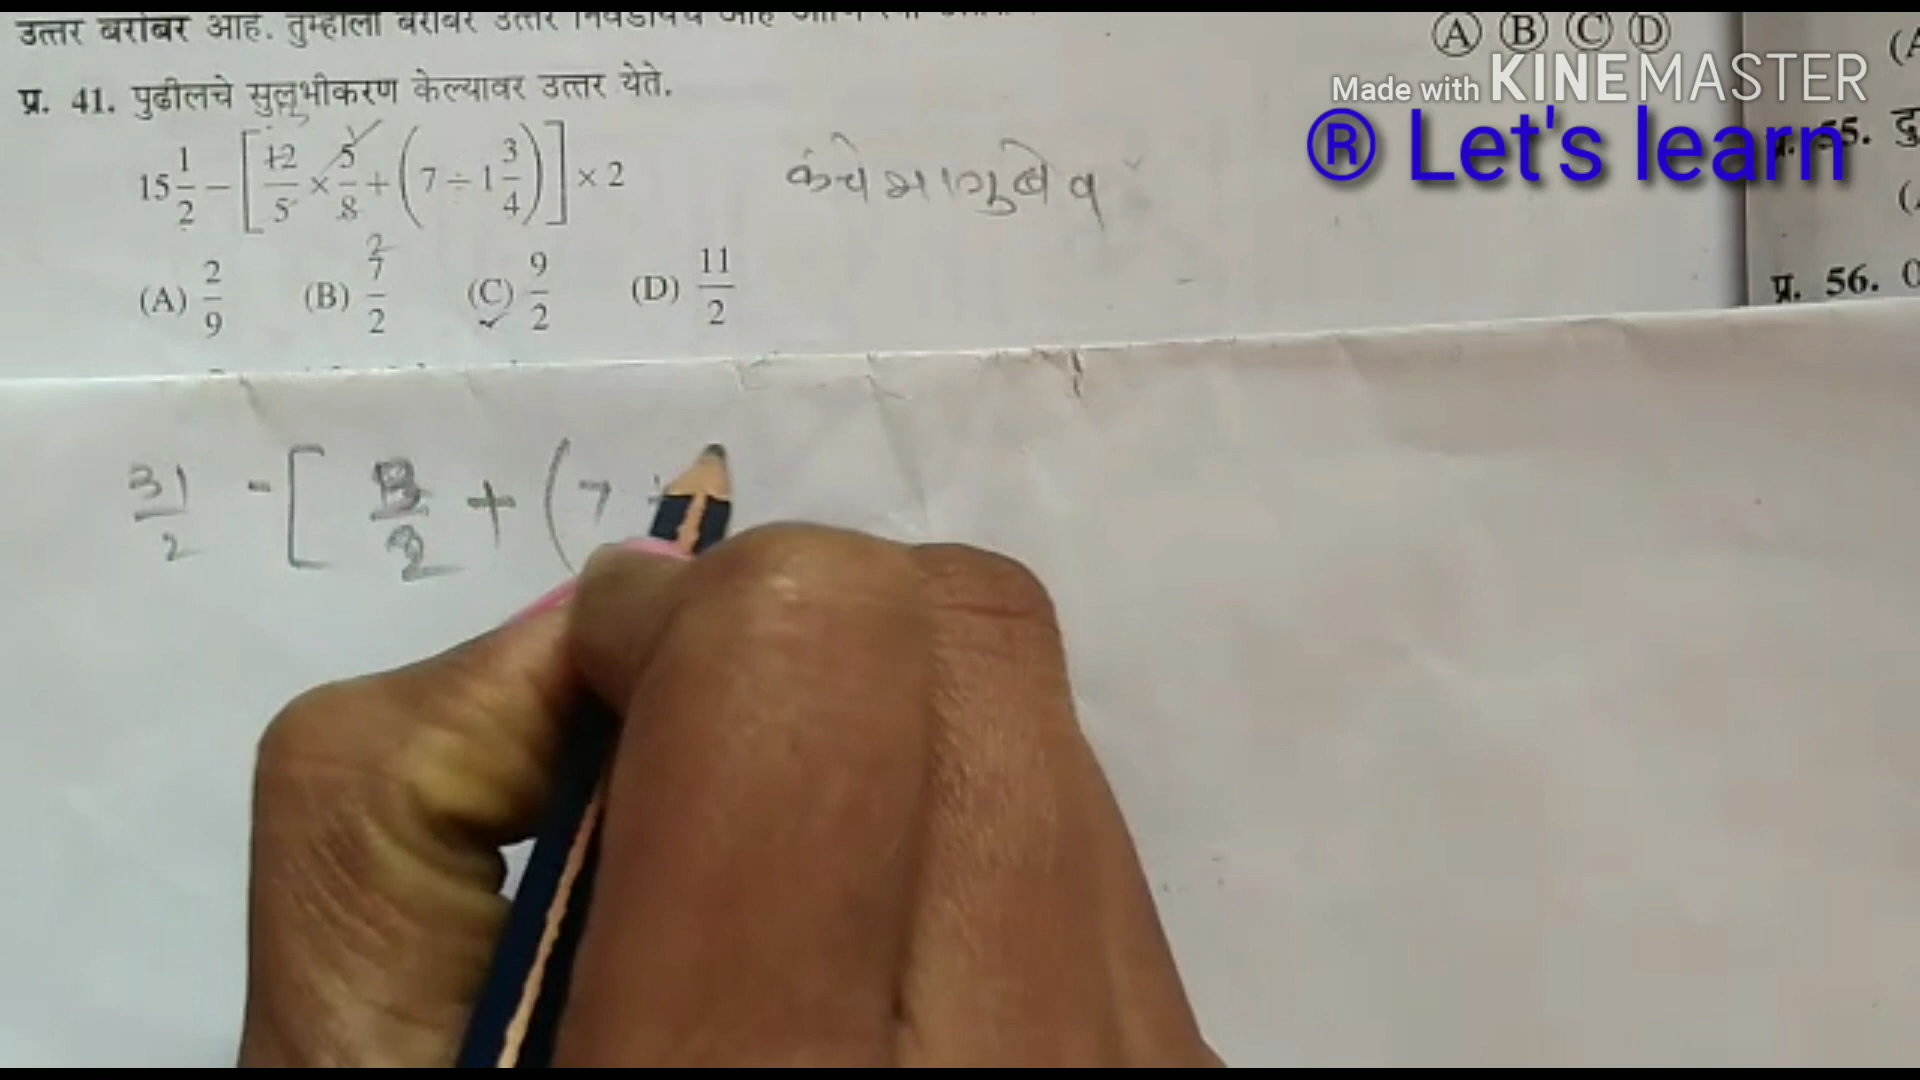 उत्तर बरोबर आहे. तुम्हाला बरोबर उत्तर निवडायचे आहे आणि
Ⓐ Ⓑ Ⓒ Ⓓ
Made with KINEMASTER
® Let's learn
प्र. 41. पुढीलचे सुलभीकरण केल्यावर उत्तर येते.
15 1/2 − [12/5 × 5/8 + (7 ÷ 1 3/4)] × 2
कंचे भागुबेव
(A) 2/9 (B) 7/2 (C) 9/2 (D) 11/2
55. दु
प्र. 56.
31/2 - [3/2 + (7 ÷